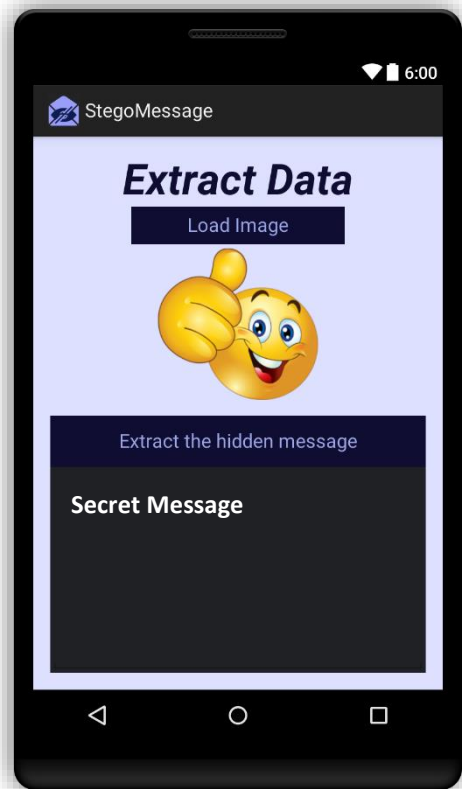 6:00
StegoMessage
Extract Data
Load Image
Extract the hidden message
Secret Message